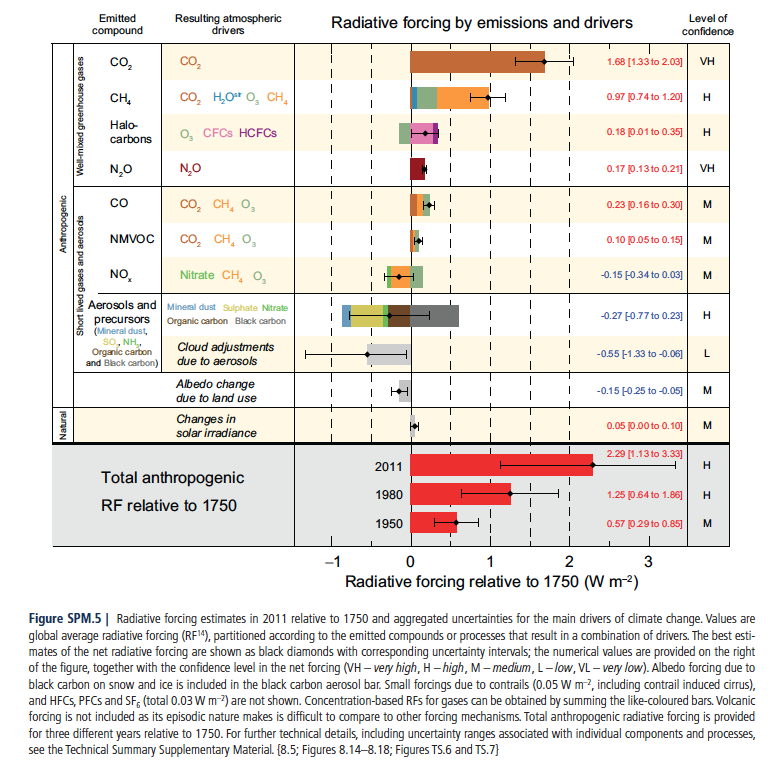 Emitted compound
Resulting atmospheric drivers
Radiative forcing by emissions and drivers
Level of confidence
Anthropogenic
Well-mixed greenhouse gases
CO₂
CO₂
1.68 [1.33 to 2.03]
VH
CH₄
CO₂ H₂Oˢᵗʳ O₃ CH₄
0.97 [0.74 to 1.20]
H
Halo-
carbons
O₃ CFCs HCFCs
0.18 [0.01 to 0.35]
H
N₂O
N₂O
0.17 [0.13 to 0.21]
VH
Short lived gases and aerosols
CO
CO₂ CH₄ O₃
0.23 [0.16 to 0.30]
M
NMVOC
CO₂ CH₄ O₃
0.10 [0.05 to 0.15]
M
NOₓ
Nitrate CH₄ O₃
-0.15 [-0.34 to 0.03]
M
Aerosols and
precursors
(Mineral dust,
SO₂, NH₃,
Organic carbon
and Black carbon)
Mineral dust Sulphate Nitrate
Organic carbon Black carbon
-0.27 [-0.77 to 0.23]
H
Cloud adjustments
due to aerosols
-0.55 [-1.33 to -0.06]
L
Albedo change
due to land use
-0.15 [-0.25 to -0.05]
M
Natural
Changes in
solar irradiance
0.05 [0.00 to 0.10]
M
Total anthropogenic
RF relative to 1750
2011
2.29 [1.13 to 3.33]
H
1980
1.25 [0.64 to 1.86]
H
1950
0.57 [0.29 to 0.85]
M
−1 0 1 2 3
Radiative forcing relative to 1750 (W m⁻²)
Figure SPM.5 | Radiative forcing estimates in 2011 relative to 1750 and aggregated uncertainties for the main drivers of climate change. Values are
global average radiative forcing (RF¹⁴), partitioned according to the emitted compounds or processes that result in a combination of drivers. The best esti-
mates of the net radiative forcing are shown as black diamonds with corresponding uncertainty intervals; the numerical values are provided on the right
of the figure, together with the confidence level in the net forcing (VH – very high, H – high, M – medium, L – low, VL – very low). Albedo forcing due to
black carbon on snow and ice is included in the black carbon aerosol bar. Small forcings due to contrails (0.05 W m⁻², including contrail induced cirrus),
and HFCs, PFCs and SF₆ (total 0.03 W m⁻²) are not shown. Concentration-based RFs for gases can be obtained by summing the like-coloured bars. Volcanic
forcing is not included as its episodic nature makes is difficult to compare to other forcing mechanisms. Total anthropogenic radiative forcing is provided
for three different years relative to 1750. For further technical details, including uncertainty ranges associated with individual components and processes,
see the Technical Summary Supplementary Material. {8.5; Figures 8.14–8.18; Figures TS.6 and TS.7}